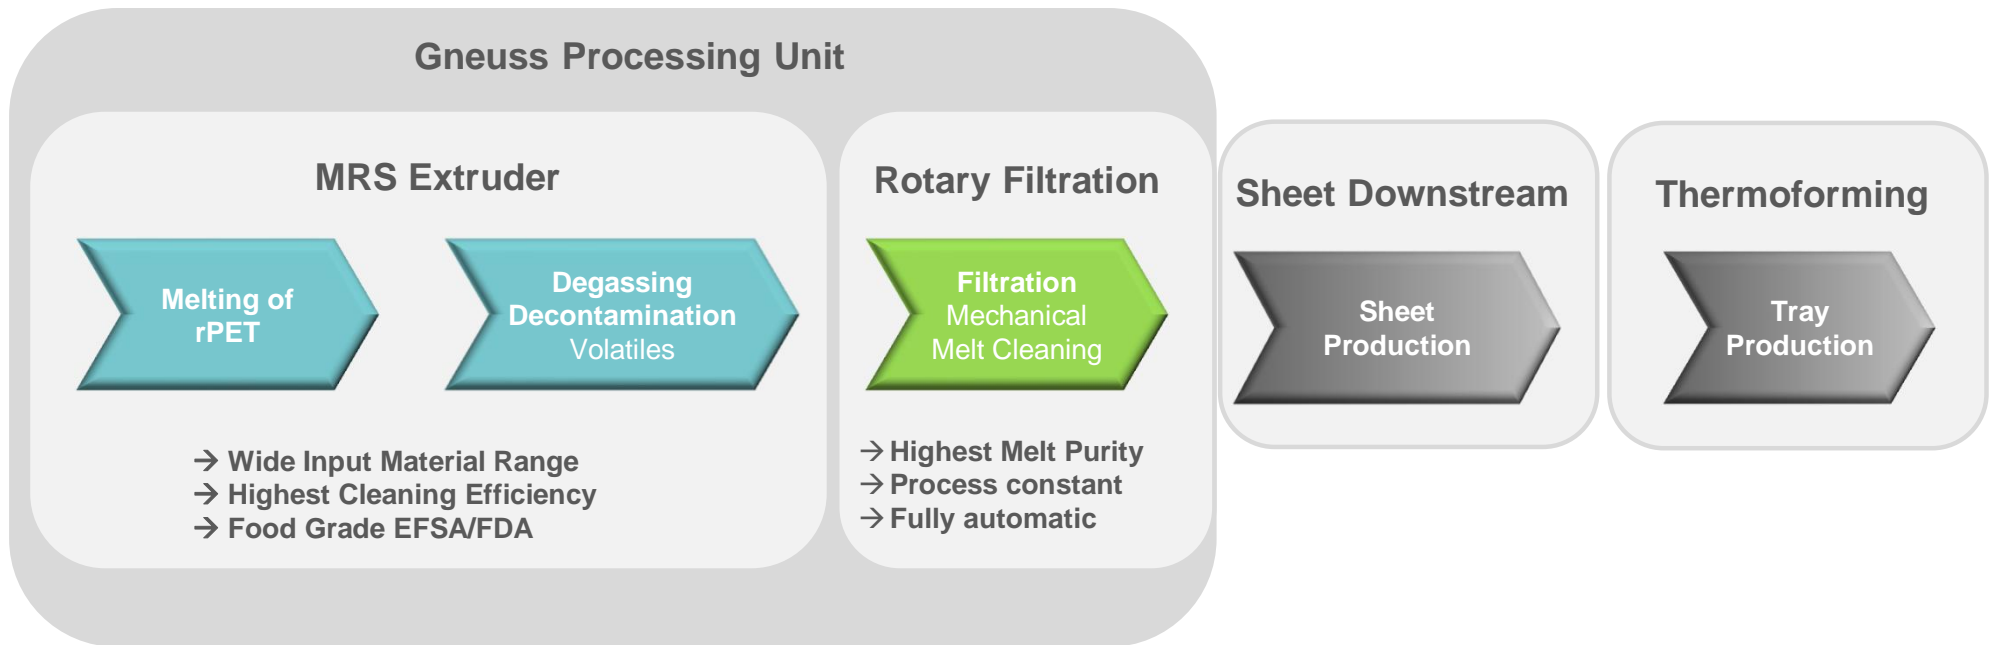 Gneuss Processing Unit
MRS Extruder
Melting of
rPET
Degassing
Decontamination
Volatiles
→ Wide Input Material Range
→ Highest Cleaning Efficiency
→ Food Grade EFSA/FDA
Rotary Filtration
Filtration
Mechanical
Melt Cleaning
→ Highest Melt Purity
→ Process constant
→ Fully automatic
Sheet Downstream
Sheet
Production
Thermoforming
Tray
Production